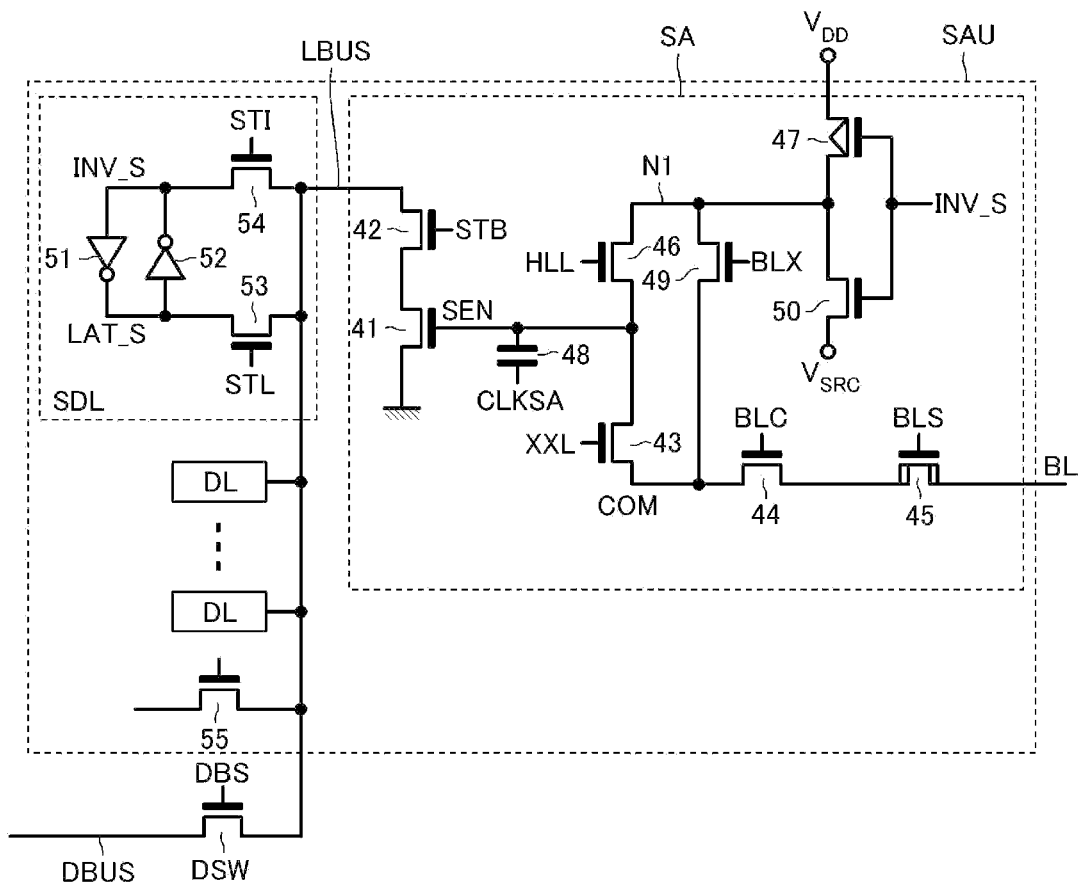 V_DD
SA
SAU
LBUS
STI
INV_S
54
51
52
53
LAT_S
STL
SDL
42
STB
41
SEN
48
CLKSA
N1
HLL
46
49
BLX
47
INV_S
50
V_SRC
XXL
43
COM
BLC
44
BLS
45
BL
DL
DL
55
DBS
DBUS
DSW